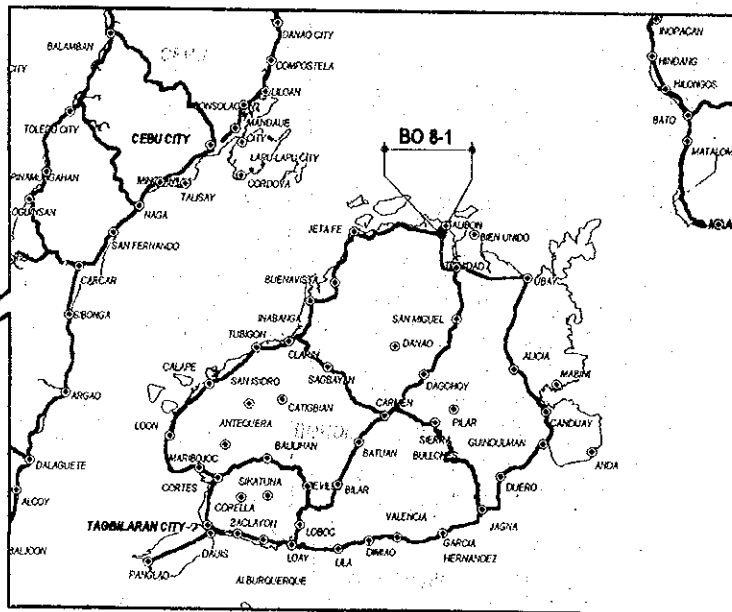 DANAO CITY
INOPACAN
BALAMBAN
HINDANG
CITY
COMPOSTELA
HILONGOS
LILOAN
CONSOLACION
BATO
TOLEDO CITY
MANDAUE
CITY
CEBU CITY
BO 8-1
MATALOM
LAPU-LAPU CITY
PINAMUNGAHAN
CORDOVA
TALISAY
NAGA
JETAFE
BIEN UNIDO
SAN FERNANDO
TRINIDAD
CARCAR
BUENAVISTA
UBAY
SIBONGA
INABANGA
SAN MIGUEL
TUBIGON
CLARIN
DANAO
CALAPE
SAGBAYAN
ALICIA
SAN ISIDRO
DAGOHOY
MABINI
ARGAO
CATIGBIAN
CARMEN
CANDIJAY
LOON
ANTEQUERA
PILAR
SIERRA
BULLONES
GUINDULMAN
BATUAN
BALILIHAN
ANDA
DALAGUETE
MARIBOJOC
SIKATUNA
DUERO
CORTES
BILAR
ALCOY
CORELLA
JAGNA
VALENCIA
TAGBILARAN CITY
BACLAYON
LOBOC
GARCIA
HERNANDEZ
DAUIS
LOAY
DIMIAO
LILA
PANGLAO
ALBURQUERQUE